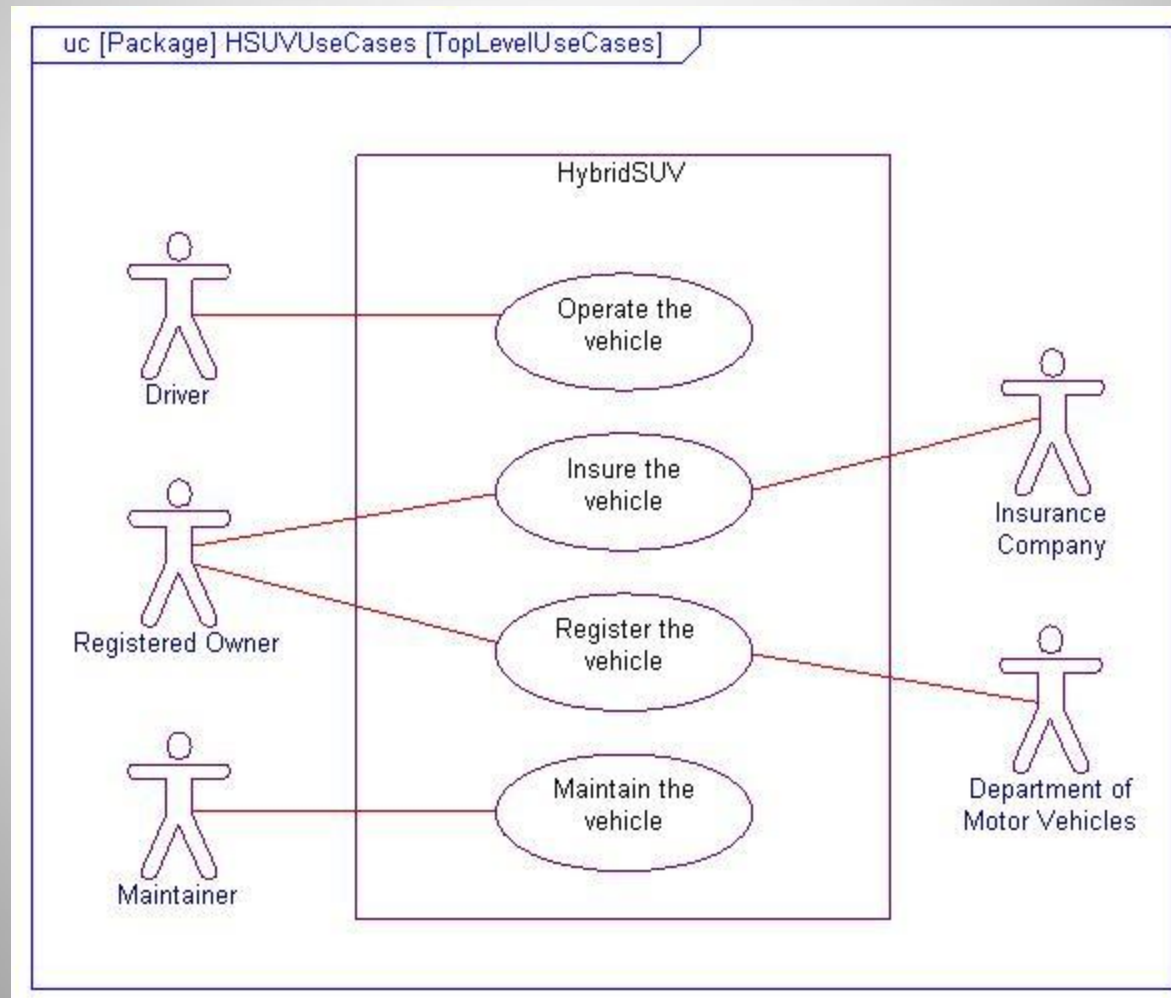 uc [Package] HSUVUseCases [TopLevelUseCases]
HybridSUV
Operate the
vehicle
Driver
Insure the
vehicle
Insurance
Company
Registered Owner
Register the
vehicle
Department of
Motor Vehicles
Maintain the
vehicle
Maintainer